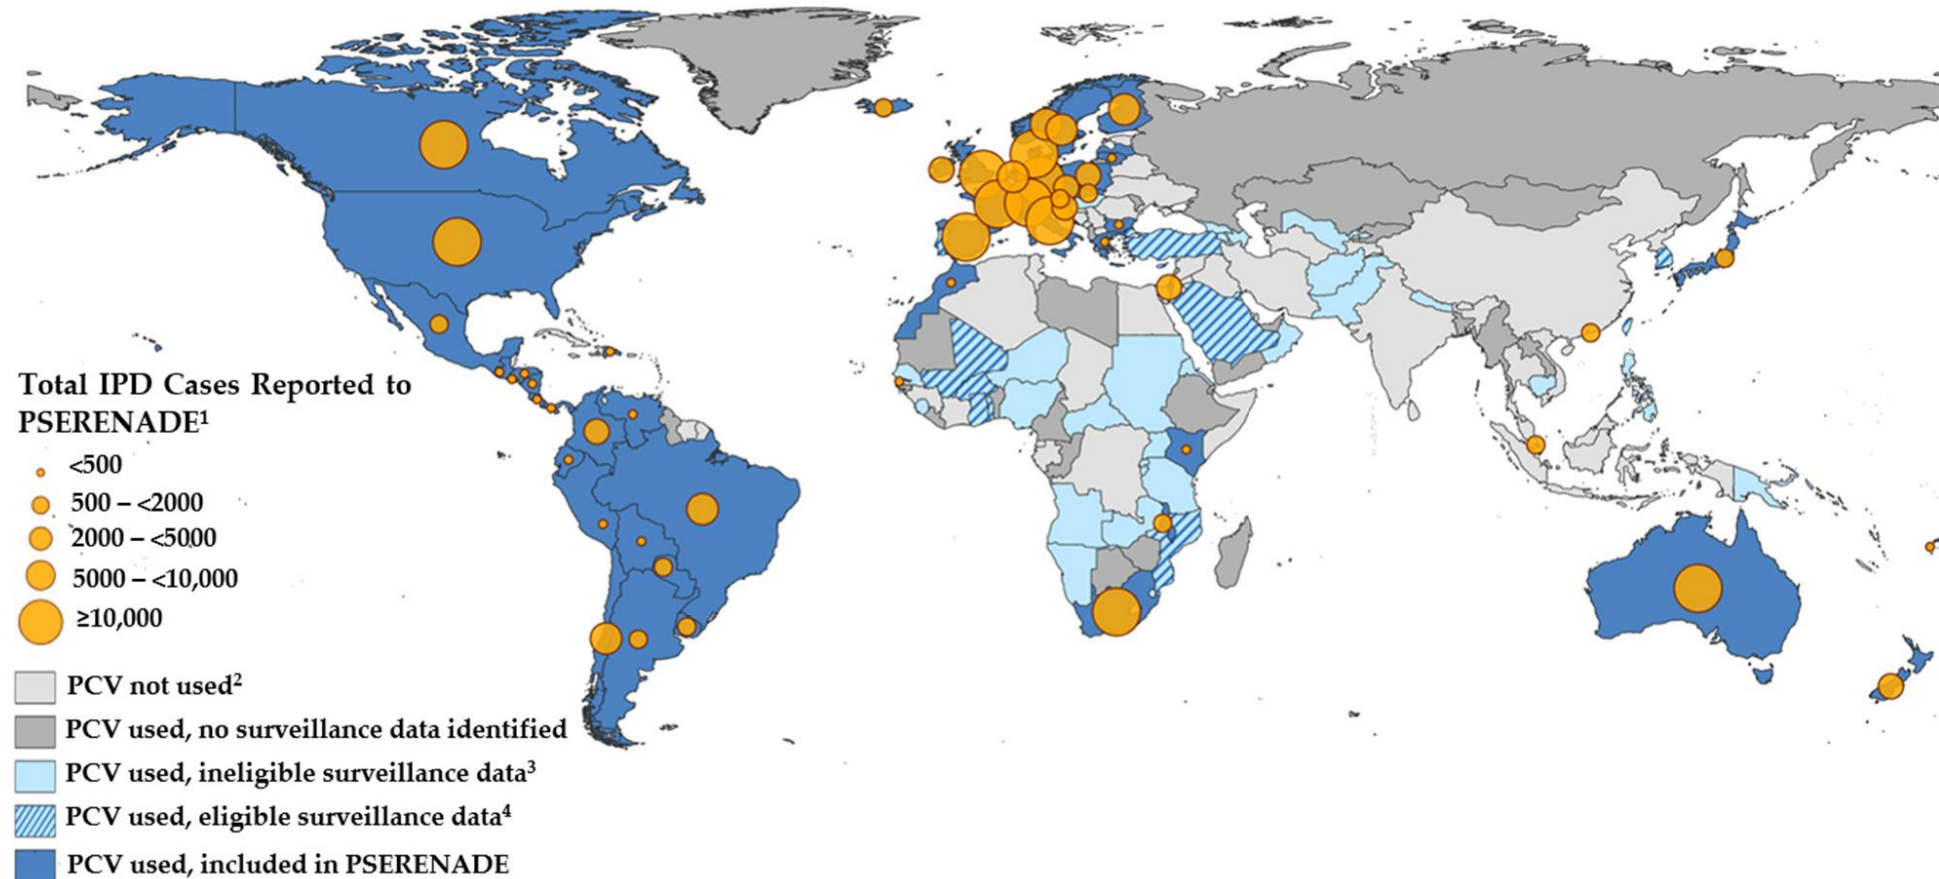 Total IPD Cases Reported to
PSERENADE¹
<500
500 – <2000
2000 – <5000
5000 – <10,000
≥10,000
PCV not used²
PCV used, no surveillance data identified
PCV used, ineligible surveillance data³
PCV used, eligible surveillance data⁴
PCV used, included in PSERENADE